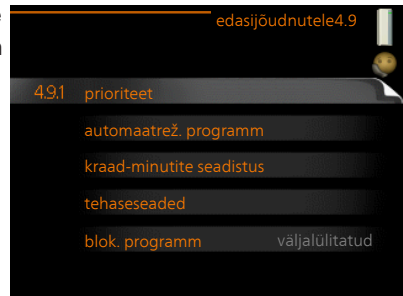 edasijõudnutele4.9
4.9.1 prioriteet
automaatrež. programm
kraad-minutite seadistus
tehaseseaded
blok. programm väljalülitatud